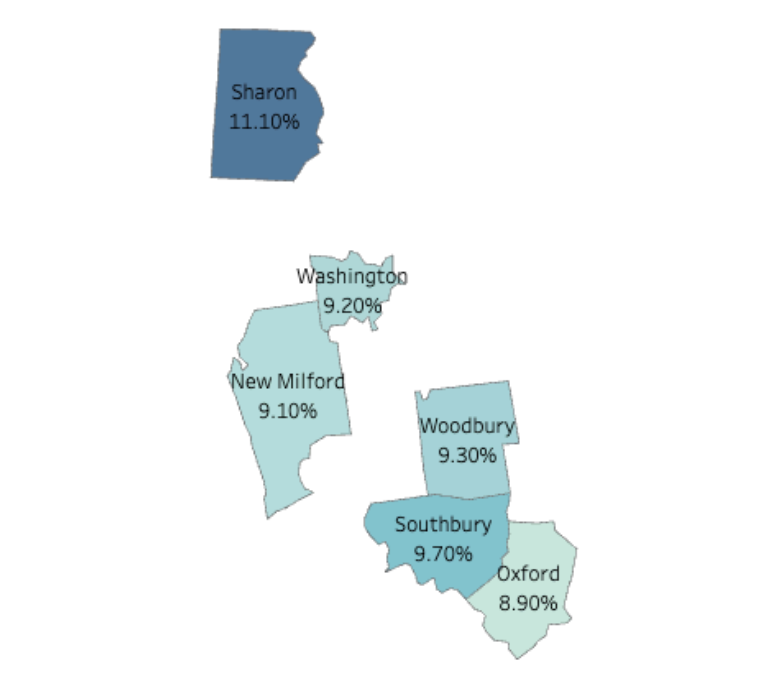 Sharon
11.10%
Washington
9.20%
New Milford
9.10%
Woodbury
9.30%
Southbury
9.70%
Oxford
8.90%